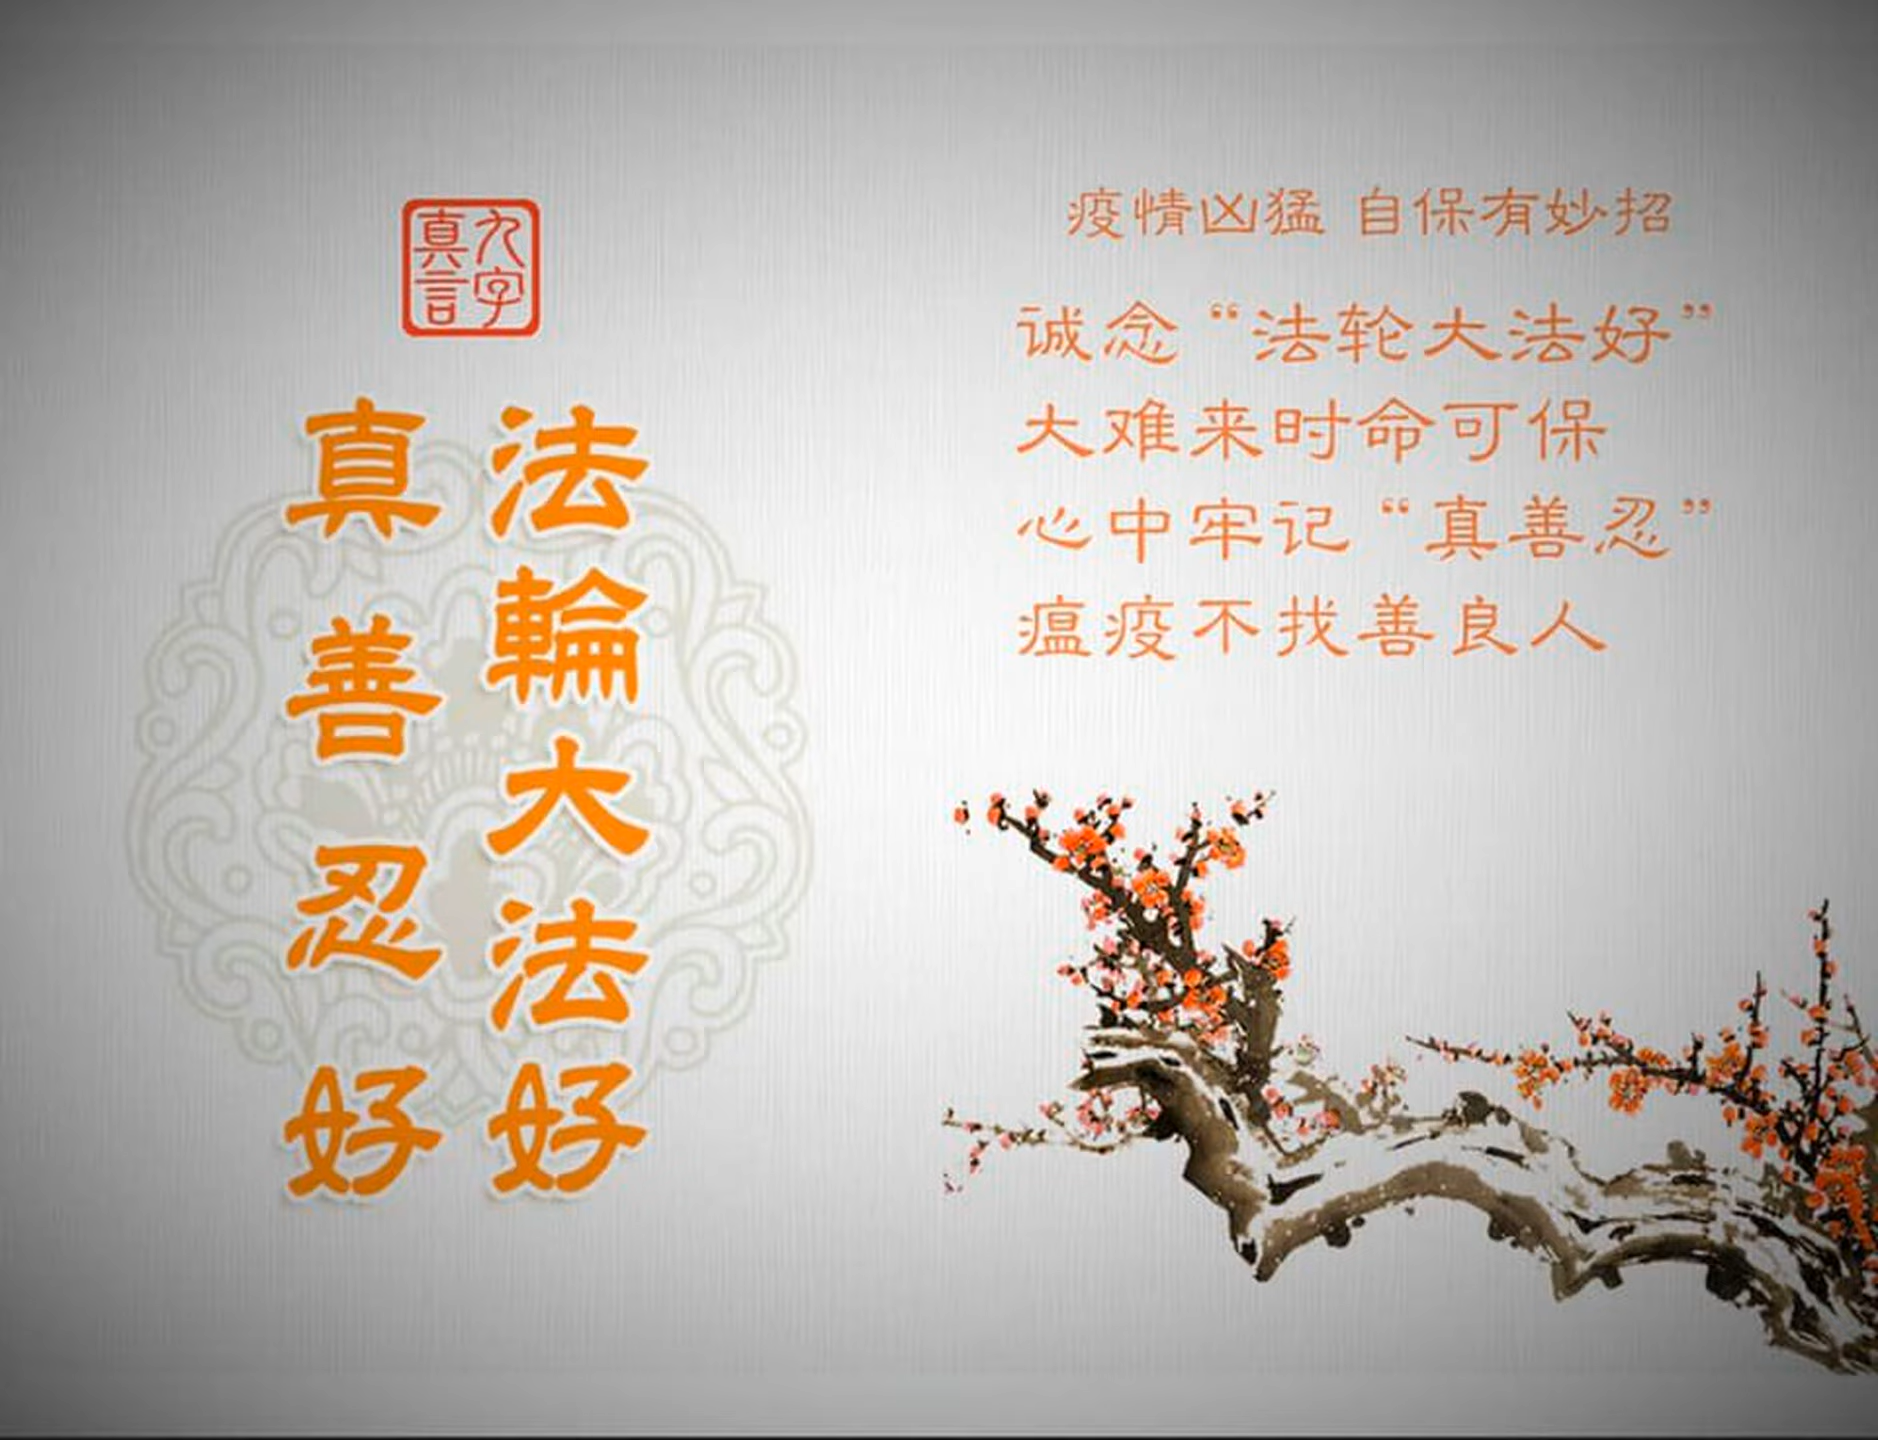 九字
真言
法輪大法好
真善忍好
疫情凶猛 自保有妙招
诚念“法轮大法好”
大难来时命可保
心中牢记“真善忍”
瘟疫不找善良人